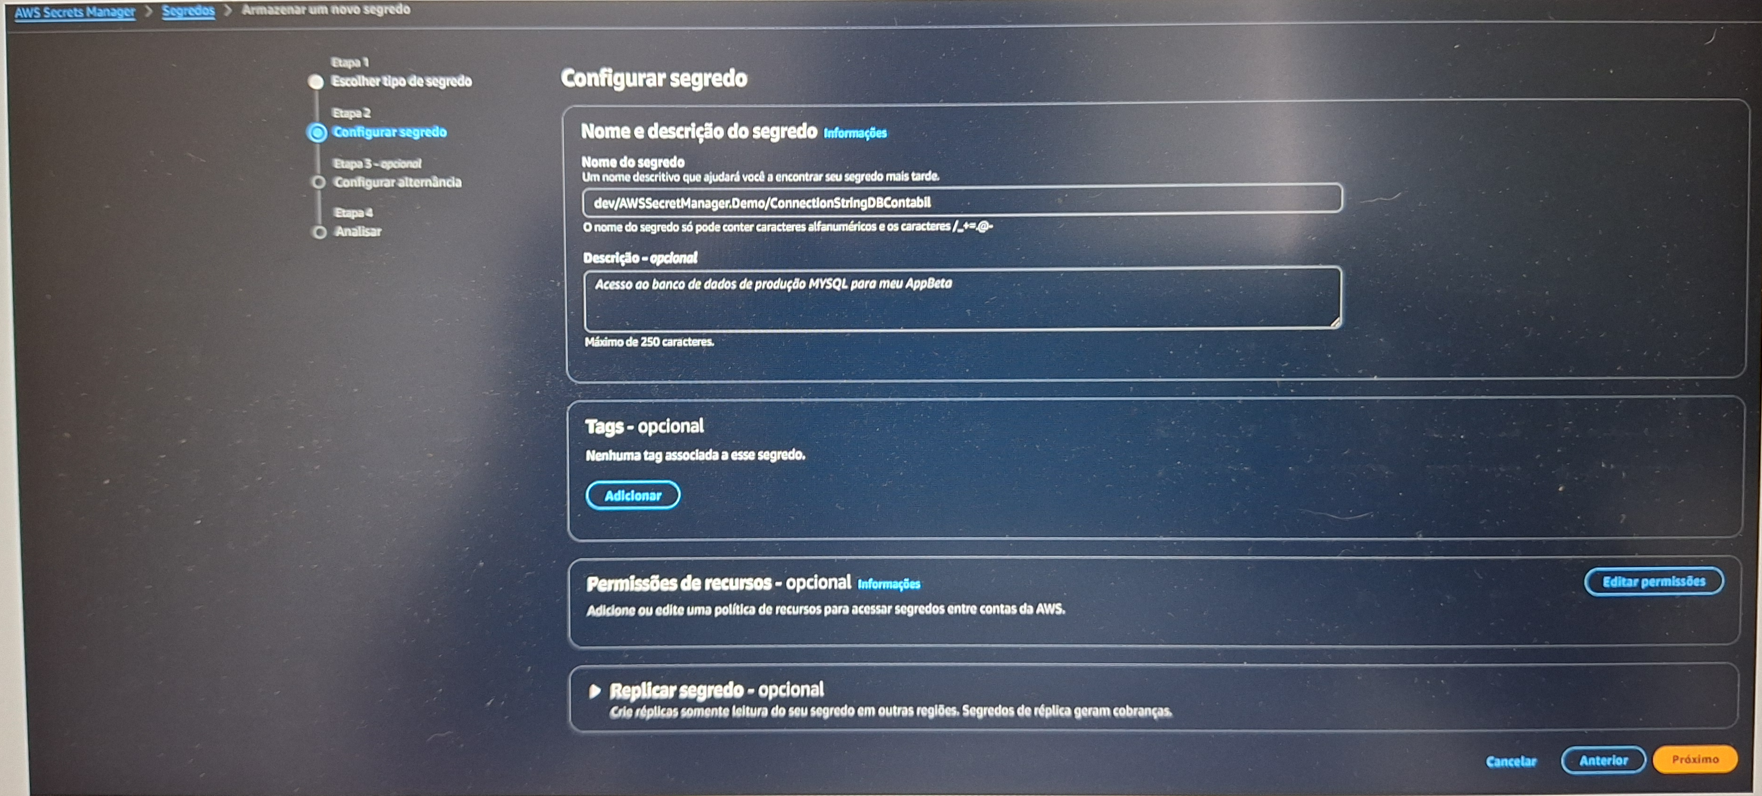 AWS Secrets Manager > Segredos > Armazenar um novo segredo
Etapa 1
Escolher tipo de segredo
Etapa 2
Configurar segredo
Etapa 3 - opcional
Configurar alternância
Etapa 4
Analisar
Configurar segredo
Nome e descrição do segredo Informações
Nome do segredo
Um nome descritivo que ajudará você a encontrar seu segredo mais tarde.
dev/AWSSecretManager.Demo/ConnectionStringDBContabil
O nome do segredo só pode conter caracteres alfanuméricos e os caracteres /_+=.@-
Descrição - opcional
Acesso ao banco de dados de produção MYSQL para meu AppBeta
Máximo de 250 caracteres.
Tags - opcional
Nenhuma tag associada a esse segredo.
Adicionar
Permissões de recursos - opcional Informações
Editar permissões
Adicione ou edite uma política de recursos para acessar segredos entre contas da AWS.
Replicar segredo - opcional
Crie réplicas somente leitura do seu segredo em outras regiões. Segredos de réplica geram cobranças.
Cancelar
Anterior
Próximo